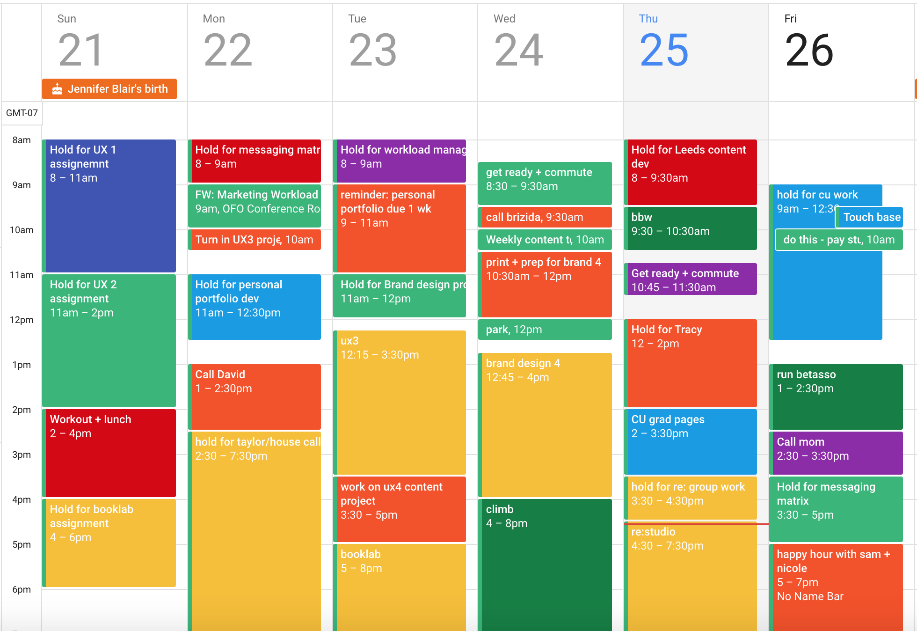 Sun
Mon
Tue
Wed
Thu
Fri
21
22
23
24
25
26
Jennifer Blair's birth
GMT-07
8am
9am
10am
11am
12pm
1pm
2pm
3pm
4pm
5pm
6pm
Hold for UX 1
assignemnt
8 – 11am
Hold for UX 2
assignment
11am – 2pm
Workout + lunch
2 – 4pm
Hold for booklab
assignment
4 – 6pm
Hold for messaging matr
8 – 9am
FW: Marketing Workload
9am, OFO Conference Ro
Turn in UX3 proje, 10am
Hold for personal
portfolio dev
11am – 12:30pm
Call David
1 – 2:30pm
hold for taylor/house call
2:30 – 7:30pm
Hold for workload manag
8 – 9am
reminder: personal
portfolio due 1 wk
9 – 11am
Hold for Brand design pro
11am – 12pm
ux3
12:15 – 3:30pm
work on ux4 content
project
3:30 – 5pm
booklab
5 – 8pm
get ready + commute
8:30 – 9:30am
call brizida, 9:30am
Weekly content t, 10am
print + prep for brand 4
10:30am – 12pm
park, 12pm
brand design 4
12:45 – 4pm
climb
4 – 8pm
Hold for Leeds content
dev
8 – 9:30am
bbw
9:30 – 10:30am
Get ready + commute
10:45 – 11:30am
Hold for Tracy
12 – 2pm
CU grad pages
2 – 3:30pm
hold for re: group work
3:30 – 4:30pm
re:studio
4:30 – 7:30pm
hold for cu work
9am – 12:30
Touch base
do this - pay stu, 10am
run betasso
1 – 2:30pm
Call mom
2:30 – 3:30pm
Hold for messaging
matrix
3:30 – 5pm
happy hour with sam +
nicole
5 – 7pm
No Name Bar